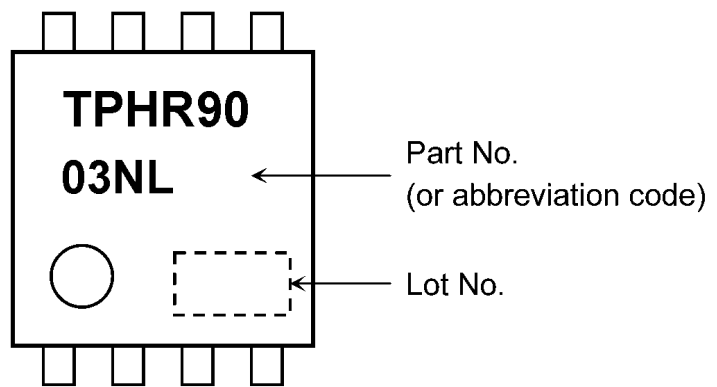 TPHR90
03NL
Part No.
(or abbreviation code)
Lot No.